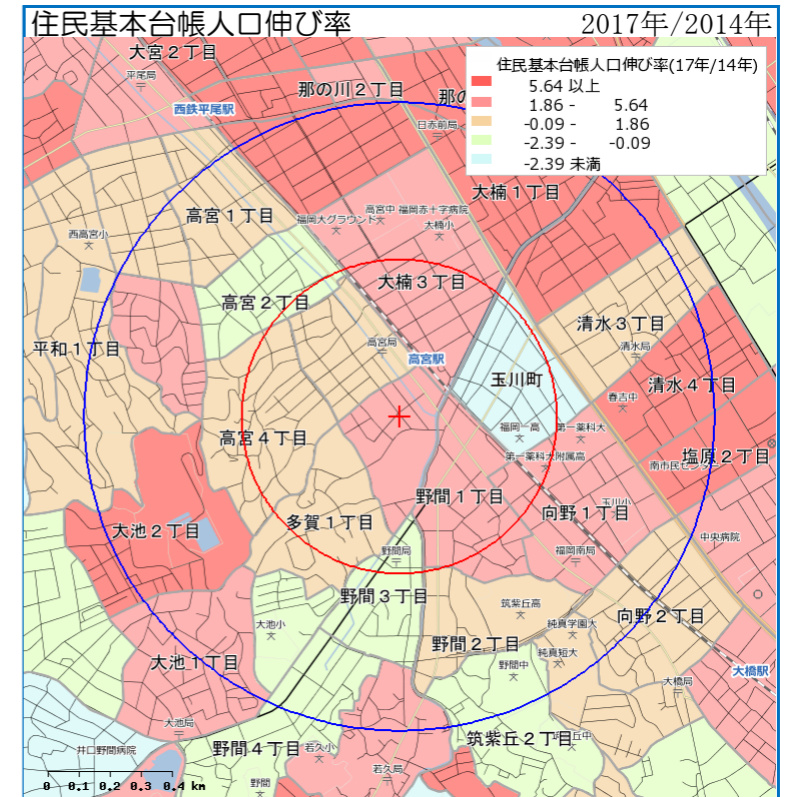 住民基本台帳人口伸び率 2017年/2014年
住民基本台帳人口伸び率(17年/14年)
5.64 以上
1.86 - 5.64
-0.09 - 1.86
-2.39 - -0.09
-2.39 未満
大宮2丁目
平尾局
西鉄平尾駅
那の川2丁目
那の
日赤前局
大楠1丁目
高宮1丁目
福岡大グラウンド
高宮中
福岡赤十字病院
大楠小
西高宮小
高宮2丁目
大楠3丁目
清水3丁目
清水局
平和1丁目
高宮局
高宮駅
玉川町
清水4丁目
春吉中
高宮4丁目
福岡一高
第一薬科大
第一薬科大附属高
塩原2丁目
南市民センター
野間1丁目
玉川小
向野1丁目
多賀1丁目
大池2丁目
中央病院
野間局
福岡南局
野間3丁目
筑紫丘高
純真学園大
向野2丁目
大池小
野間2丁目
純真短大
野間中
大池1丁目
大橋駅
大橋局
大池局
井口野間病院
野間4丁目
若久小
筑紫丘2丁目
丘中
若久局
野間
0 0.1 0.2 0.3 0.4 km